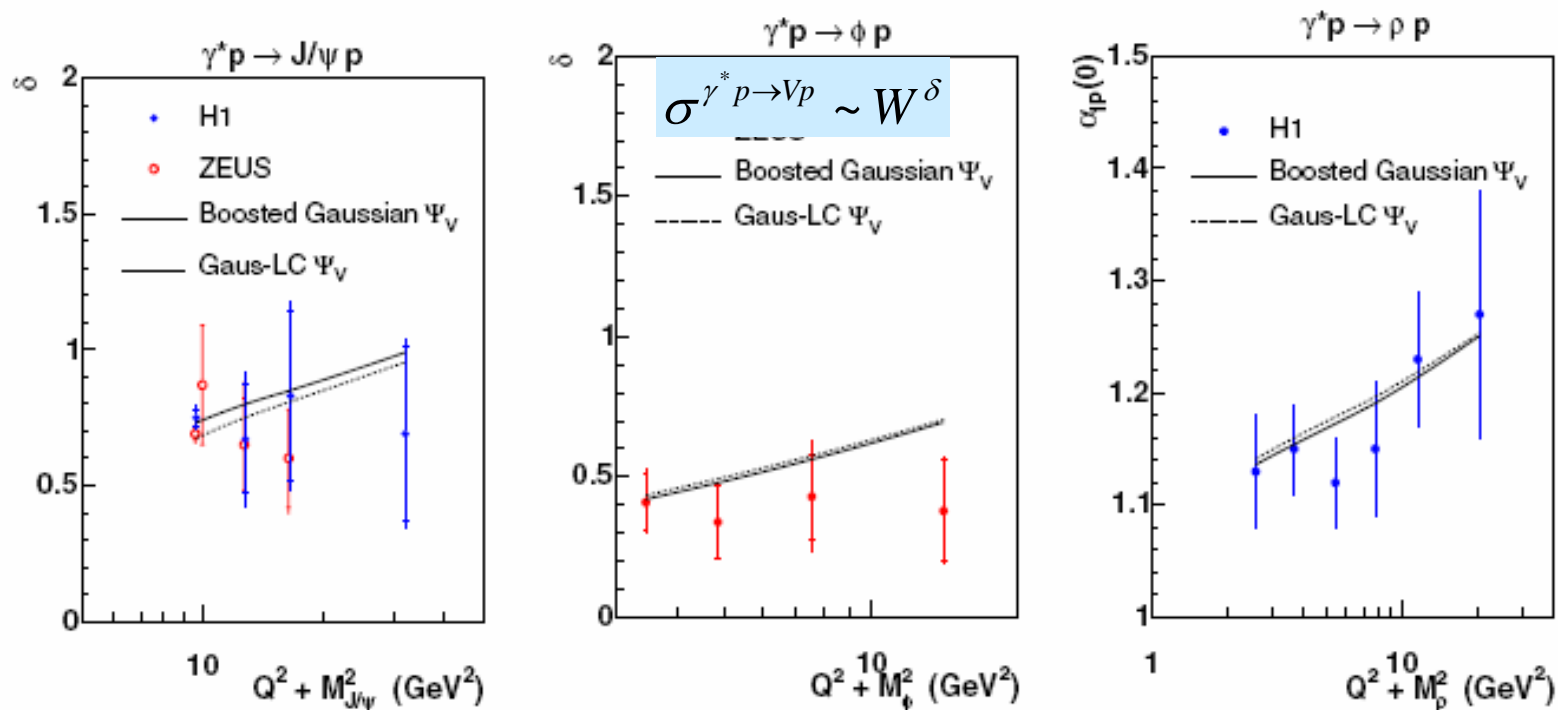 γ*p → J/ψ p
δ
2
1.5
1
0.5
0
H1
ZEUS
Boosted Gaussian Ψ_V
Gaus-LC Ψ_V
10
Q² + M²_J/ψ (GeV²)
γ*p → ϕ p
δ
2
1.5
1
0.5
0
σ^γ*p→Vp ~ W^δ
Boosted Gaussian Ψ_V
Gaus-LC Ψ_V
10
Q² + M²_ϕ (GeV²)
γ*p → ρ p
α_IP(0)
1.5
1.4
1.3
1.2
1.1
1
H1
Boosted Gaussian Ψ_V
Gaus-LC Ψ_V
1
10
Q² + M²_ρ (GeV²)